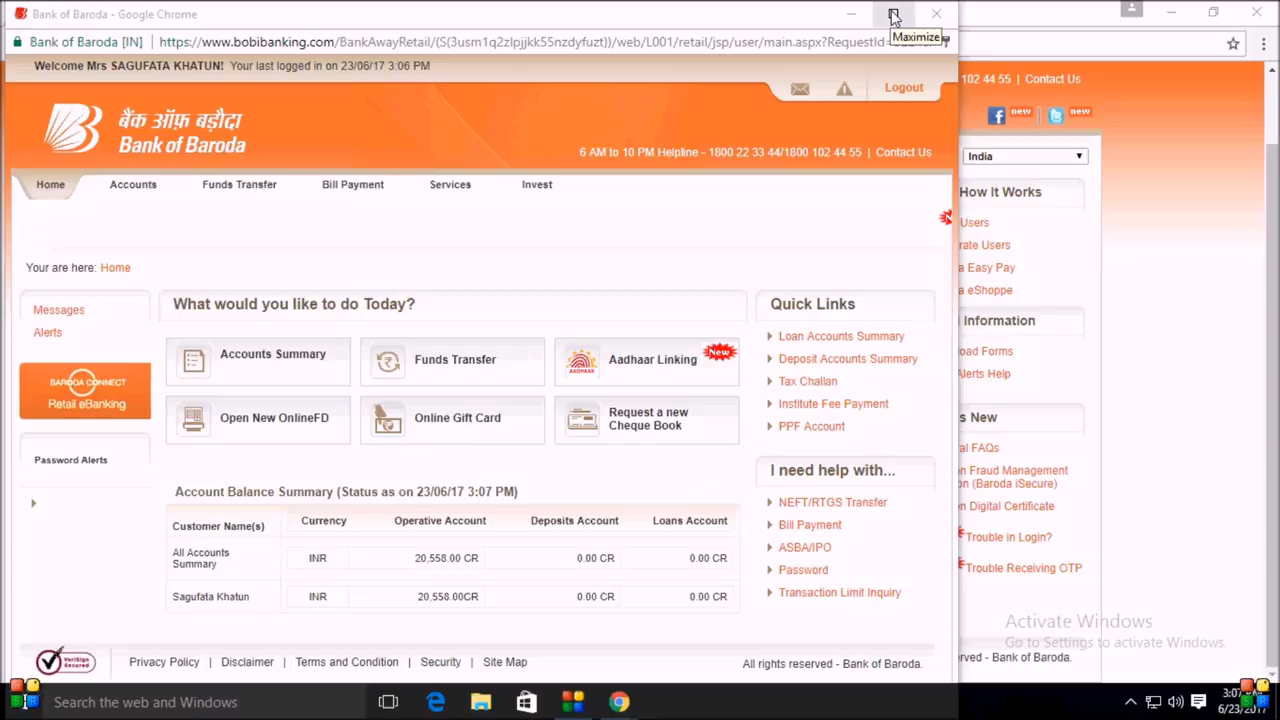 Bank of Baroda - Google Chrome
Maximize
Bank of Baroda [IN] https://www.bobibanking.com/BankAwayRetail/(S(3usm1q2zlpjjkk55nzdyfuzt))/web/L001/retail/jsp/user/main.aspx?RequestId=
Welcome Mrs SAGUFATA KHATUN! Your last logged in on 23/06/17 3:06 PM
Logout
बैंक ऑफ़ बड़ौदा
Bank of Baroda
6 AM to 10 PM Helpline - 1800 22 33 44/1800 102 44 55 | Contact Us
Home Accounts Funds Transfer Bill Payment Services Invest
Your are here: Home
Messages
Alerts
BARODA CONNECT
Retail eBanking
Password Alerts
What would you like to do Today?
Accounts Summary
Funds Transfer
AADHAAR
Aadhaar Linking
New
Open New OnlineFD
Online Gift Card
Request a new
Cheque Book
Account Balance Summary (Status as on 23/06/17 3:07 PM)
Customer Name(s) Currency Operative Account Deposits Account Loans Account
All Accounts
Summary
INR 20,558.00 CR 0.00 CR 0.00 CR
Sagufata Khatun INR 20,558.00CR 0.00 CR 0.00 CR
Quick Links
Loan Accounts Summary
Deposit Accounts Summary
Tax Challan
Institute Fee Payment
PPF Account
I need help with...
NEFT/RTGS Transfer
Bill Payment
ASBA/IPO
Password
Transaction Limit Inquiry
VeriSign
Secured
Privacy Policy | Disclaimer | Terms and Condition | Security | Site Map
All rights reserved - Bank of Baroda.
102 44 55 | Contact Us
new
new
India
How It Works
Users
rate Users
a Easy Pay
a eShoppe
Information
oad Forms
Alerts Help
s New
al FAQs
n Fraud Management
on (Baroda iSecure)
n Digital Certificate
Trouble in Login?
Trouble Receiving OTP
Activate Windows
Go to Settings to activate Windows.
rved - Bank of Baroda.
Search the web and Windows
3:07 PM
6/23/2017